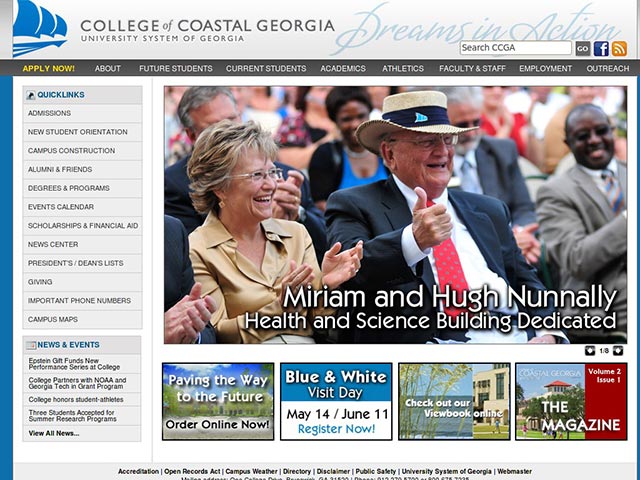 COLLEGE of COASTAL GEORGIA
UNIVERSITY SYSTEM OF GEORGIA
Dreams in Action
Search CCGA
GO
APPLY NOW! ABOUT FUTURE STUDENTS CURRENT STUDENTS ACADEMICS ATHLETICS FACULTY & STAFF EMPLOYMENT OUTREACH
QUICKLINKS
ADMISSIONS
NEW STUDENT ORIENTATION
CAMPUS CONSTRUCTION
ALUMNI & FRIENDS
DEGREES & PROGRAMS
EVENTS CALENDAR
SCHOLARSHIPS & FINANCIAL AID
NEWS CENTER
PRESIDENT'S / DEAN'S LISTS
GIVING
IMPORTANT PHONE NUMBERS
CAMPUS MAPS
NEWS & EVENTS
Epstein Gift Funds New
Performance Series at College
College Partners with NOAA and
Georgia Tech in Grant Program
College honors student-athletes
Three Students Accepted for
Summer Research Programs
View All News...
Miriam and Hugh Nunnally
Health and Science Building Dedicated
1/8
Paving the Way
to the Future
Order Online Now!
Blue & White
Visit Day
May 14 / June 11
Register Now!
Check out our
Viewbook online
COASTAL GEORGIA
Volume 2
Issue 1
THE
MAGAZINE
Accreditation | Open Records Act | Campus Weather | Directory | Disclaimer | Public Safety | University System of Georgia | Webmaster